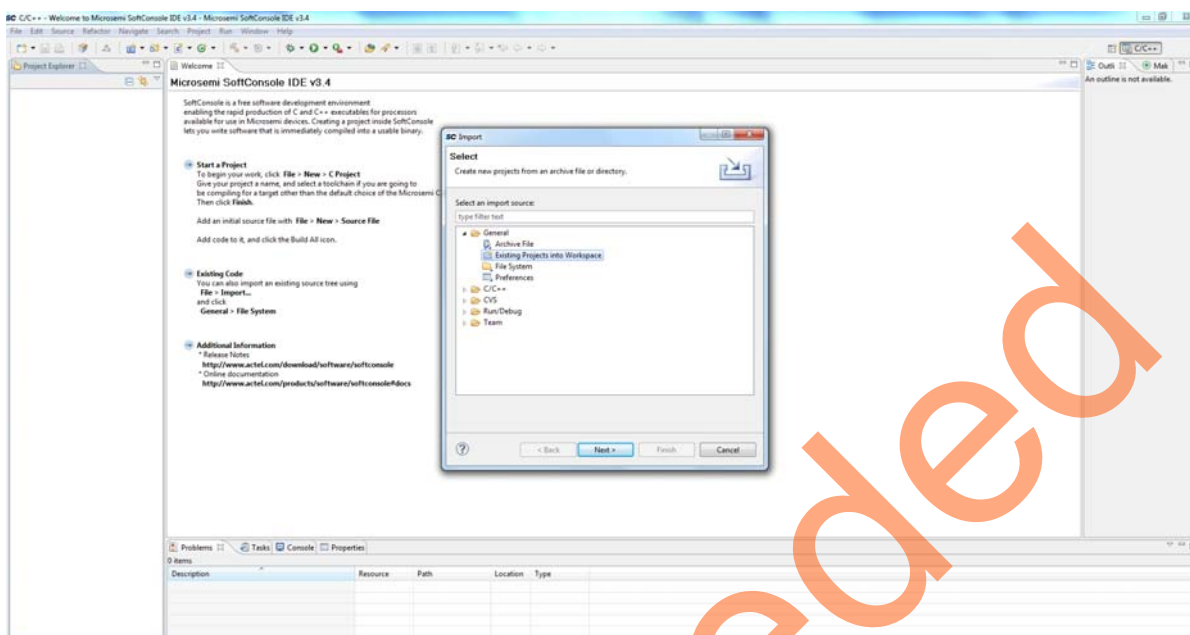 SC C/C++ - Welcome to Microsemi SoftConsole IDE v3.4 - Microsemi SoftConsole IDE v3.4
File Edit Source Refactor Navigate Search Project Run Window Help
C/C++
Project Explorer
Welcome
Outli
Mak
Microsemi SoftConsole IDE v3.4
An outline is not available.
SoftConsole is a free software development environment
enabling the rapid production of C and C++ executables for processors
available for use in Microsemi devices. Creating a project inside SoftConsole
lets you write software that is immediately compiled into a usable binary.
Start a Project
To begin your work, click File > New > C Project
Give your project a name, and select a toolchain if you are going to
be compiling for a target other than the default choice of the Microsemi C
Then click Finish.
Add an initial source file with File > New > Source File
Add code to it, and click the Build All icon.
Existing Code
You can also import an existing source tree using
File > Import...
and click
General > File System
Additional Information
* Release Notes
http://www.actel.com/download/software/softconsole
* Online documentation
http://www.actel.com/products/software/softconsole#docs
SC Import
Select
Create new projects from an archive file or directory.
Select an import source:
type filter text
General
Archive File
Existing Projects into Workspace
File System
Preferences
C/C++
CVS
Run/Debug
Team
? < Back Next > Finish Cancel
Problems Tasks Console Properties
0 items
Description Resource Path Location Type
ded